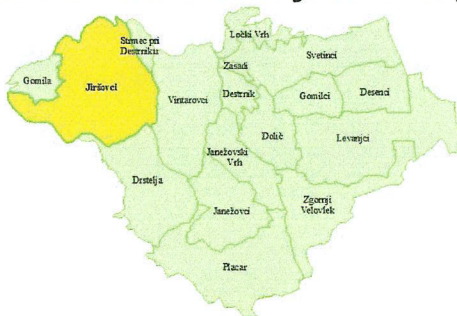 Ločki Vrh
Strmec pri
Destrniku
Svetinci
Zasadi
Gomila
Jiršovci
Vintarovci
Destrnik
Gomilci
Desenci
Dolič
Levanjci
Janežovski
Vrh
Drstelja
Zgornji
Velovlek
Janežovci
Placar